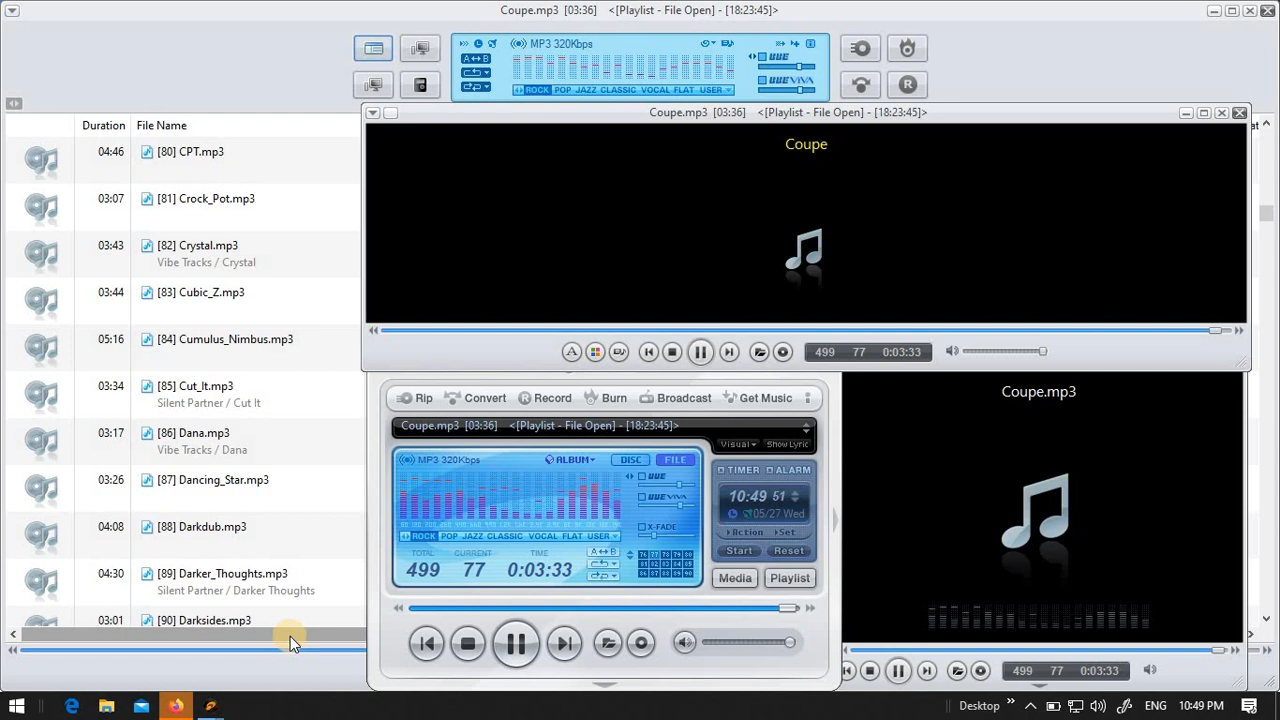 Coupe.mp3 [03:36] <[Playlist - File Open] - [18:23:45]>
MP3 320Kbps
A↔B
UUE
UUE VIVA
ROCK POP JAZZ CLASSIC VOCAL FLAT USER
R
Duration File Name
04:46 [80] CPT.mp3
03:07 [81] Crock_Pot.mp3
03:43 [82] Crystal.mp3
Vibe Tracks / Crystal
03:44 [83] Cubic_Z.mp3
05:16 [84] Cumulus_Nimbus.mp3
03:34 [85] Cut_It.mp3
Silent Partner / Cut It
03:17 [86] Dana.mp3
Vibe Tracks / Dana
03:26 [87] Dancing_Star.mp3
04:08 [88] Darkdub.mp3
04:30 [89] Darker_Thoughts.mp3
Silent Partner / Darker Thoughts
03:01 [90] Darksides.mp3
Coupe.mp3 [03:36] <[Playlist - File Open] - [18:23:45]>
Coupe
A
499 77 0:03:33
Rip Convert Record Burn Broadcast Get Music
Coupe.mp3 [03:36] <[Playlist - File Open] - [18:23:45]>
Visual Show Lyric
MP3 320Kbps ALBUM DISC FILE
UUE
UUE VIVA
X-FADE
ROCK POP JAZZ CLASSIC VOCAL FLAT USER
TOTAL CURRENT TIME A↔B
499 77 0:03:33
TIMER ALARM
10:49 51
05/27 Wed
Action Set
Start Reset
Media Playlist
Coupe.mp3
499 77 0:03:33
Desktop ENG 10:49 PM